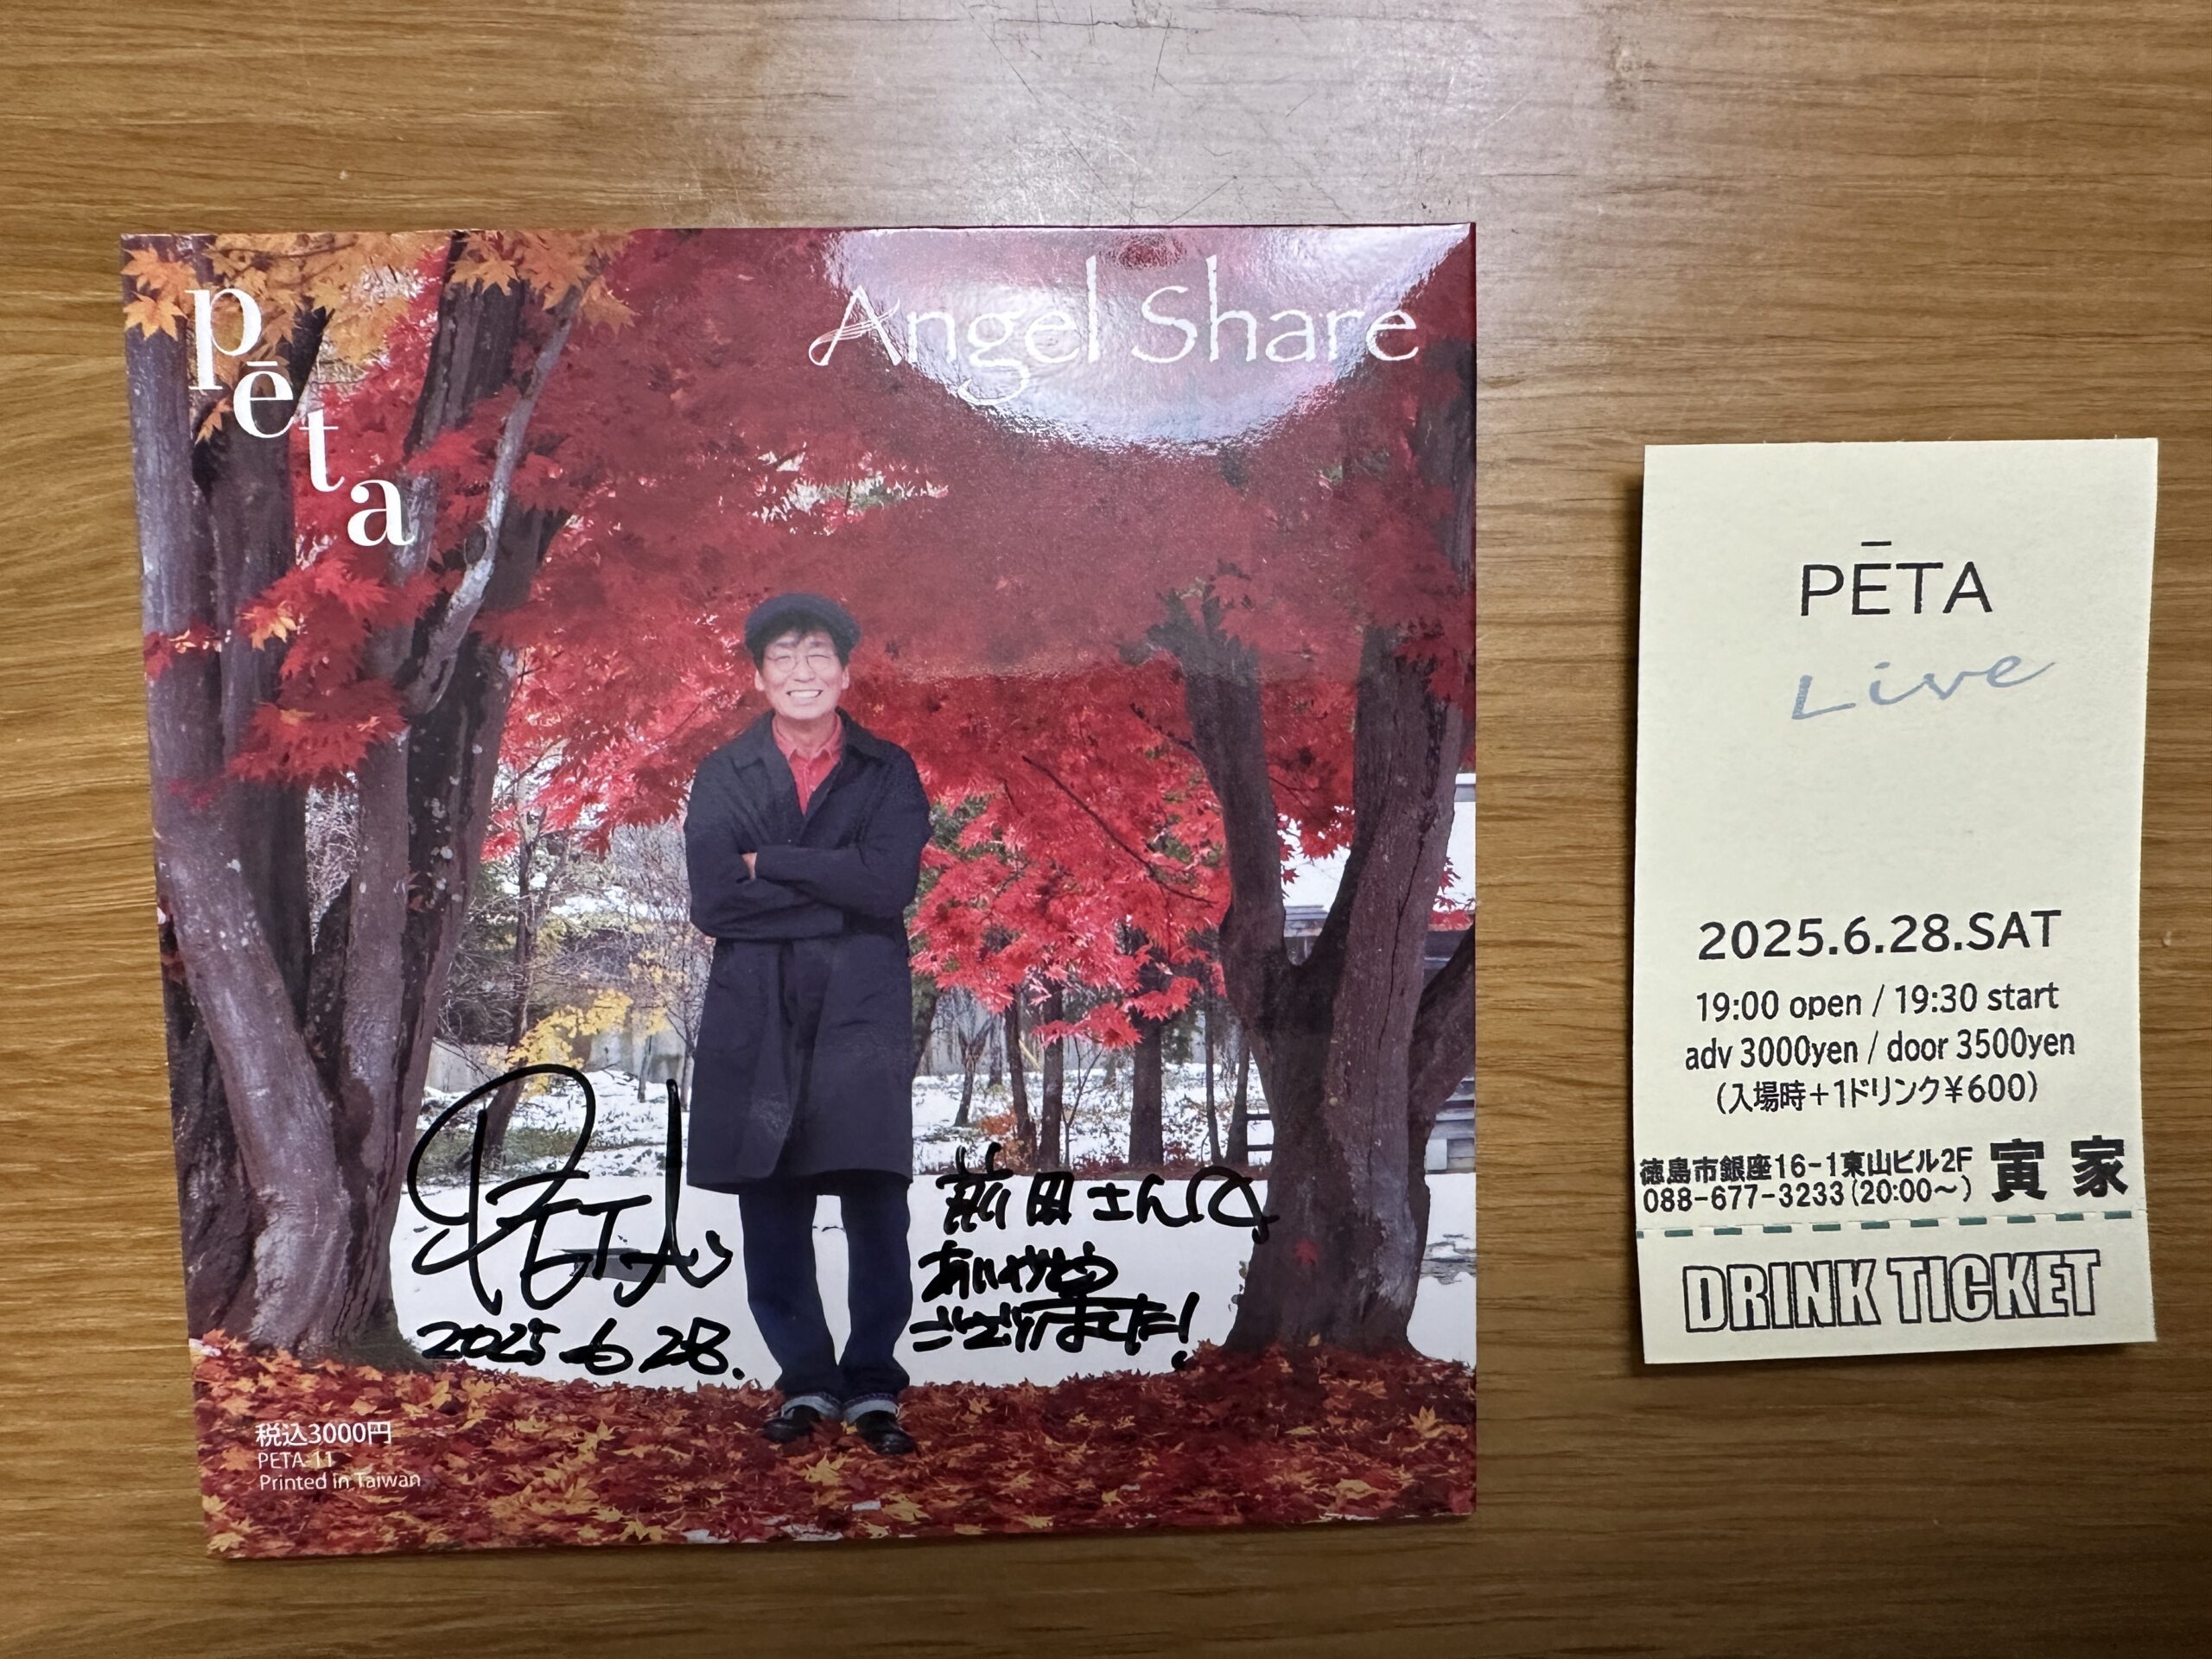 pēta
Angel Share
PETA
2025.6.28.
前田さん江
ありがとう
ございました!
税込3000円
PETA-11
Printed in Taiwan
PĒTA
Live
2025.6.28.SAT
19:00 open / 19:30 start
adv 3000yen / door 3500yen
(入場時+1ドリンク¥600)
徳島市銀座16-1東山ビル2F 寅家
088-677-3233(20:00～)
DRINK TICKET